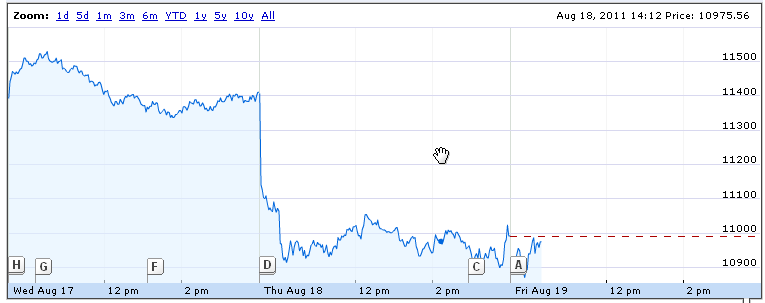 Zoom: 1d 5d 1m 3m 6m YTD 1y 5y 10y All Aug 18, 2011 14:12 Price: 10975.56
11500
11400
11300
11200
11100
11000
10900
H G F D C A
Wed Aug 17 12 pm 2 pm Thu Aug 18 12 pm 2 pm Fri Aug 19 12 pm 2 pm